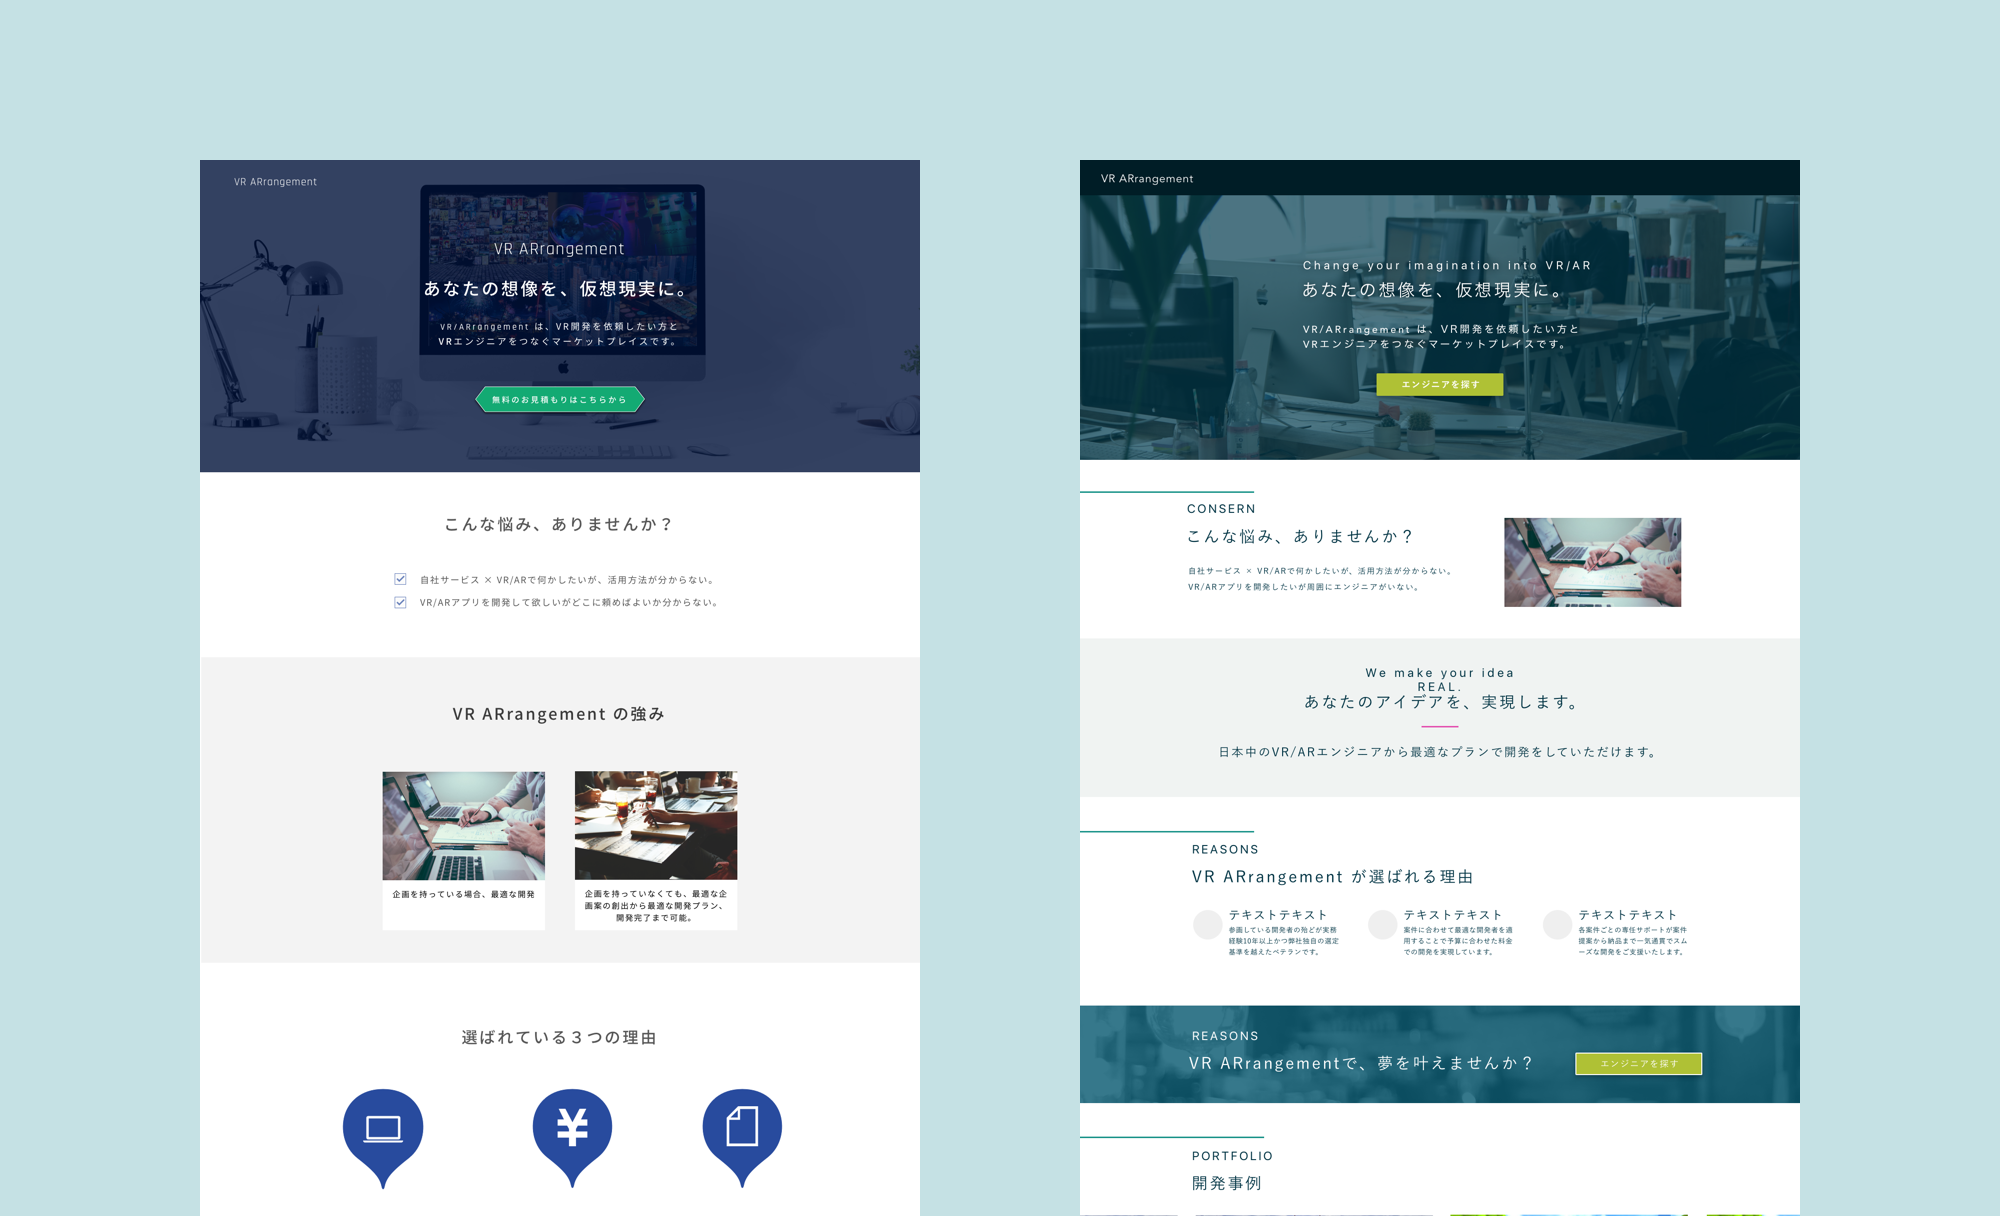 VR ARrangement
VR ARrangement
あなたの想像を、仮想現実に。
VR/ARrangement は、VR開発を依頼したい方と
VRエンジニアをつなぐマーケットプレイスです。
無料のお見積もりはこちらから
こんな悩み、ありませんか？
自社サービス × VR/ARで何かしたいが、活用方法が分からない。
VR/ARアプリを開発して欲しいがどこに頼めばよいか分からない。
VR ARrangement の強み
企画を持っている場合、最適な開発
企画を持っていなくても、最適な企
画案の創出から最適な開発プラン、
開発完了まで可能。
選ばれている３つの理由
¥
VR ARrangement
Change your imagination into VR/AR
あなたの想像を、仮想現実に。
VR/ARrangement は、VR開発を依頼したい方と
VRエンジニアをつなぐマーケットプレイスです。
エンジニアを探す
CONSERN
こんな悩み、ありませんか？
自社サービス × VR/ARで何かしたいが、活用方法が分からない。
VR/ARアプリを開発したいが周囲にエンジニアがいない。
We make your idea
REAL.
あなたのアイデアを、実現します。
日本中のVR/ARエンジニアから最適なプランで開発をしていただけます。
REASONS
VR ARrangement が選ばれる理由
テキストテキスト
参画している開発者の殆どが実務
経験10年以上かつ弊社独自の選定
基準を越えたベテランです。
テキストテキスト
案件に合わせて最適な開発者を適
用することで予算に合わせた料金
での開発を実現しています。
テキストテキスト
各案件ごとの専任サポートが案件
提案から納品まで一気通貫でスム
ーズな開発をご支援いたします。
REASONS
VR ARrangementで、夢を叶えませんか？
エンジニアを探す
PORTFOLIO
開発事例